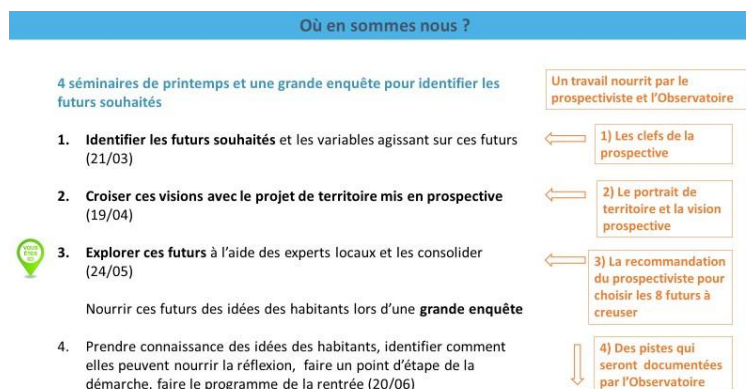 Où en sommes nous ?
4 séminaires de printemps et une grande enquête pour identifier les
futurs souhaités
Un travail nourrit par le
prospectiviste et l'Observatoire
1. Identifier les futurs souhaités et les variables agissant sur ces futurs
(21/03)
1) Les clefs de la
prospective
2. Croiser ces visions avec le projet de territoire mis en prospective
(19/04)
2) Le portrait de
territoire et la vision
prospective
VOUS
ÊTES
ICI
3. Explorer ces futurs à l'aide des experts locaux et les consolider
(24/05)
Nourrir ces futurs des idées des habitants lors d'une grande enquête
3) La recommandation
du prospectiviste pour
choisir les 8 futurs à
creuser
4. Prendre connaissance des idées des habitants, identifier comment
elles peuvent nourrir la réflexion, faire un point d'étape de la
démarche, faire le programme de la rentrée (20/06)
4) Des pistes qui
seront documentées
par l'Observatoire